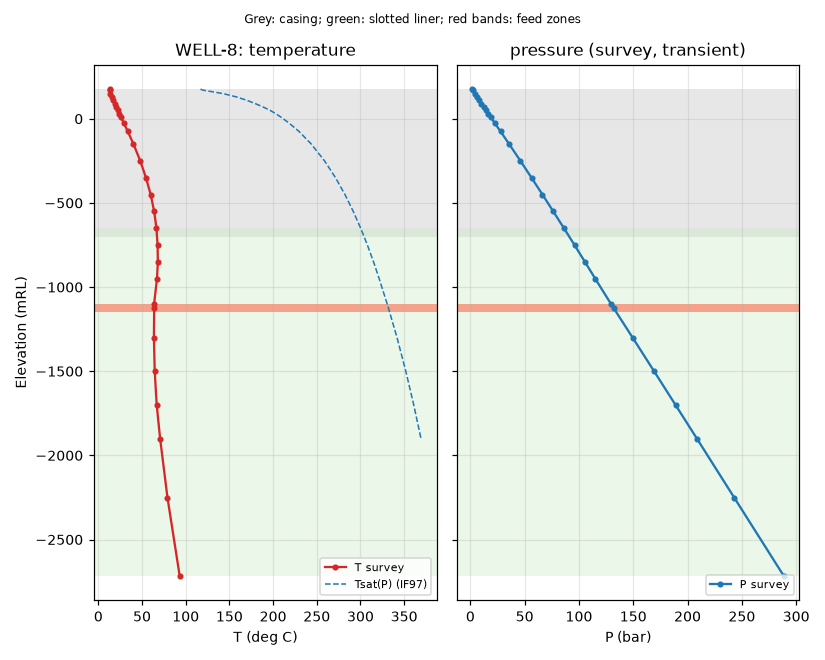 Grey: casing; green: slotted liner; red bands: feed zones
WELL-8: temperature
pressure (survey, transient)
Elevation (mRL)
0
−500
−1000
−1500
−2000
−2500
0 50 100 150 200 250 300 350
T (deg C)
T survey
Tsat(P) (IF97)
0 50 100 150 200 250 300
P (bar)
P survey